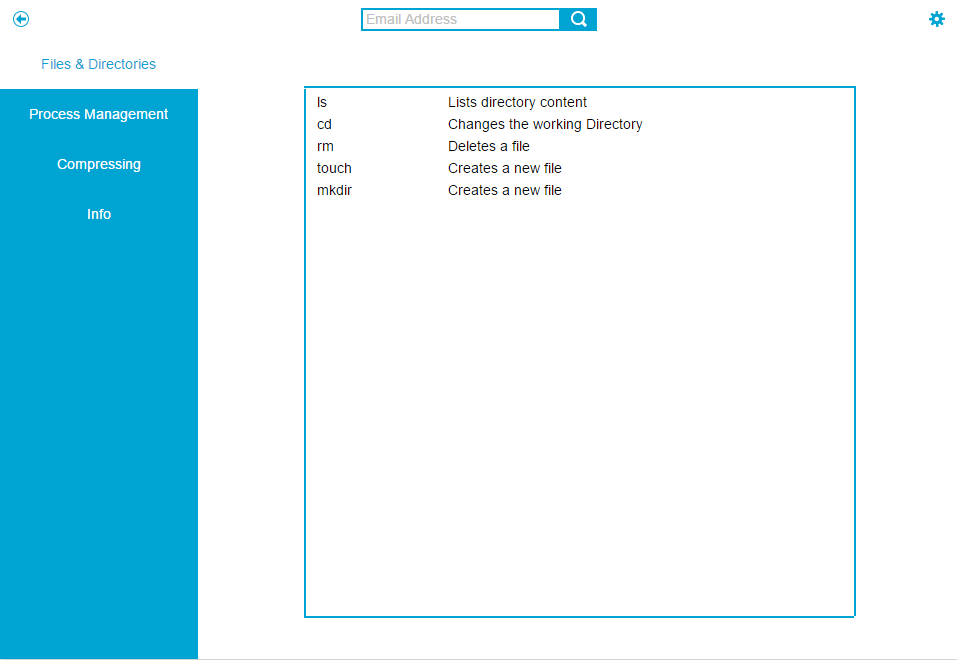 Email Address
Files & Directories
Process Management
Compressing
Info
ls Lists directory content
cd Changes the working Directory
rm Deletes a file
touch Creates a new file
mkdir Creates a new file